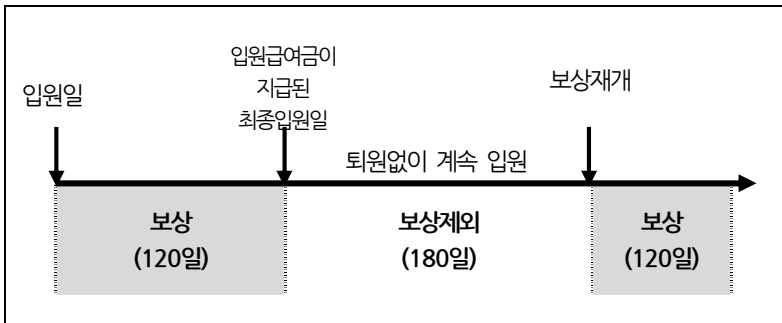 입원일
입원급여금이
지급된
최종입원일
보상재개
퇴원없이 계속 입원
보상
(120일)
보상제외
(180일)
보상
(120일)